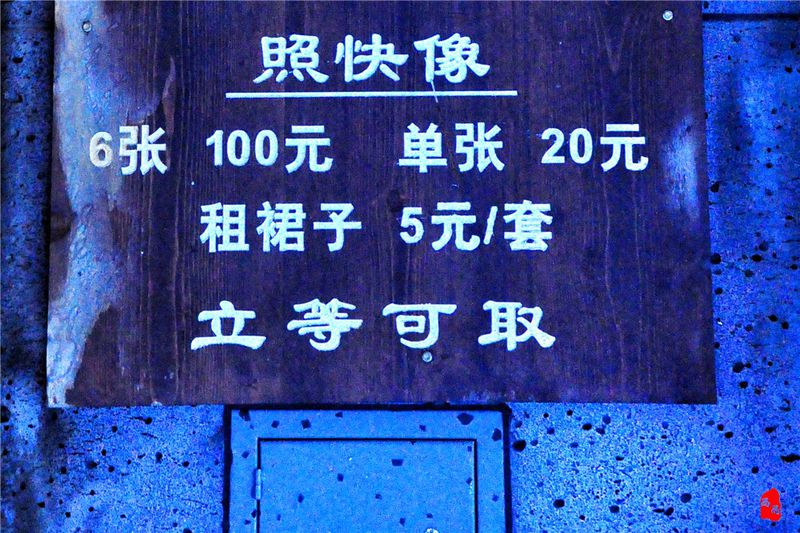 照快像
6张 100元 单张 20元
租裙子 5元/套
立等可取